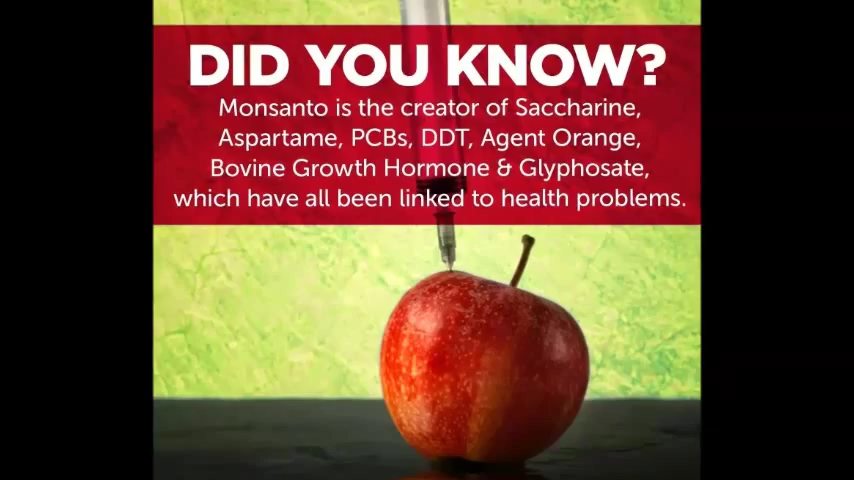 DID YOU KNOW?
Monsanto is the creator of Saccharine,
Aspartame, PCBs, DDT, Agent Orange,
Bovine Growth Hormone & Glyphosate,
which have all been linked to health problems.